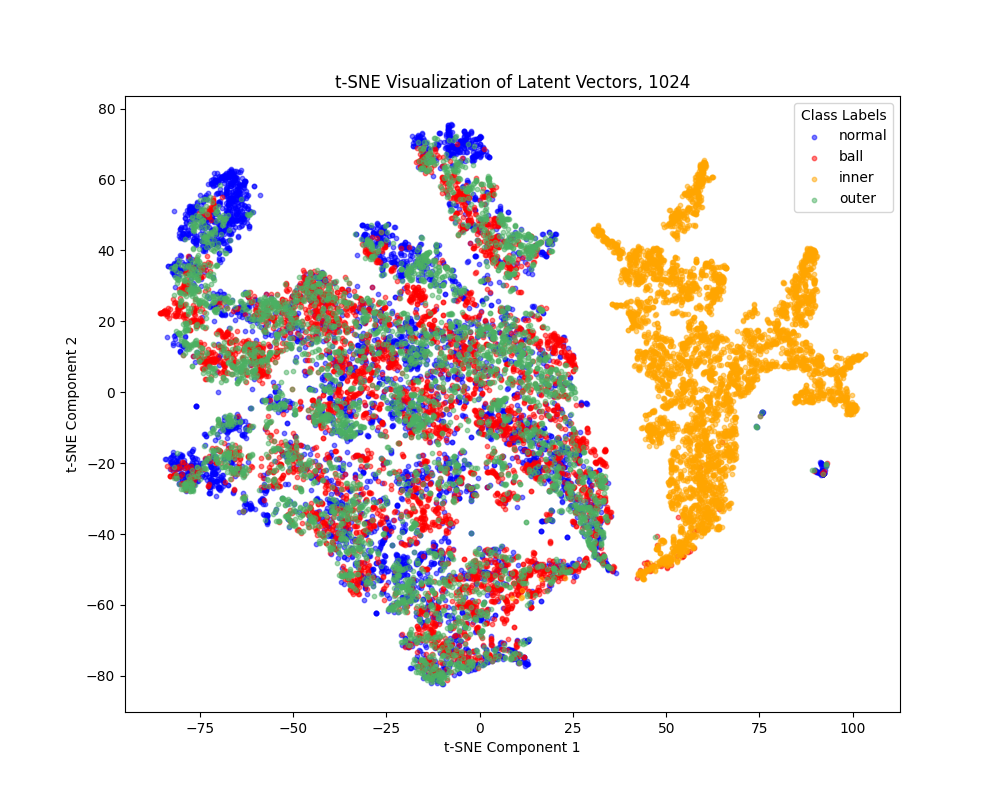 t-SNE Visualization of Latent Vectors, 1024
Class Labels
normal
ball
inner
outer
80
60
40
20
0
−20
−40
−60
−80
t-SNE Component 2
−75
−50
−25
0
25
50
75
100
t-SNE Component 1